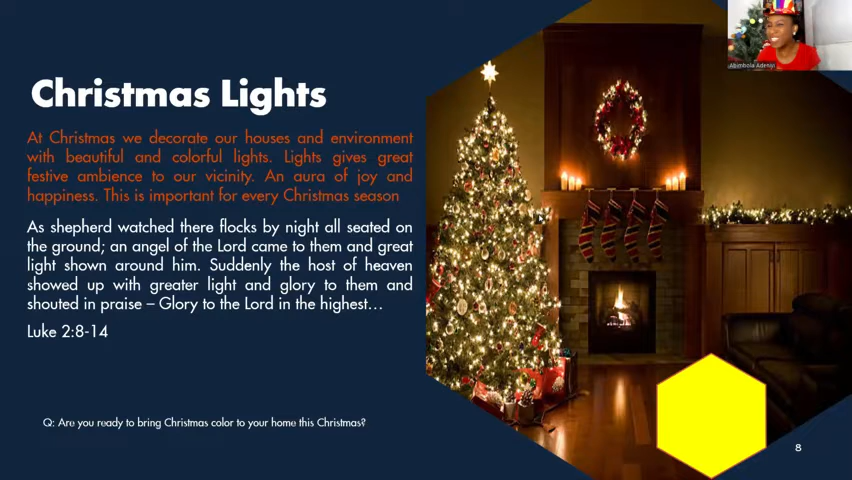 Christmas Lights
At Christmas we decorate our houses and environment
with beautiful and colorful lights. Lights gives great
festive ambience to our vicinity. An aura of joy and
happiness. This is important for every Christmas season
As shepherd watched there flocks by night all seated on
the ground; an angel of the Lord came to them and great
light shown around him. Suddenly the host of heaven
showed up with greater light and glory to them and
shouted in praise – Glory to the Lord in the highest...
Luke 2:8-14
Q: Are you ready to bring Christmas color to your home this Christmas?
8
Abimbola Adeniyi